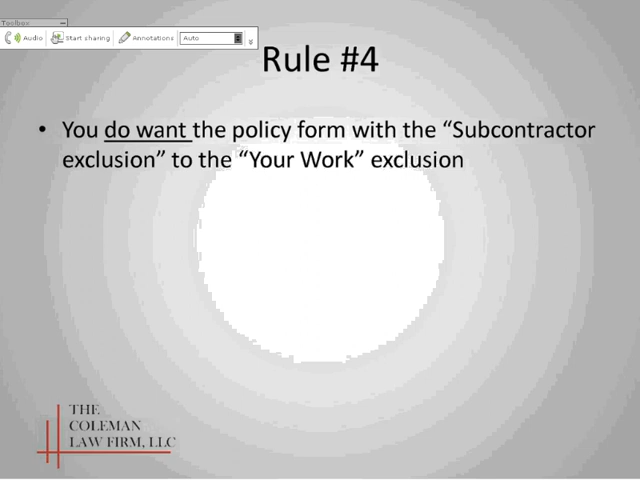 Toolbox
Audio
Start sharing
Annotations
Auto
Rule #4
• You do want the policy form with the “Subcontractor
exclusion” to the “Your Work” exclusion
THE
COLEMAN
LAW FIRM, LLC